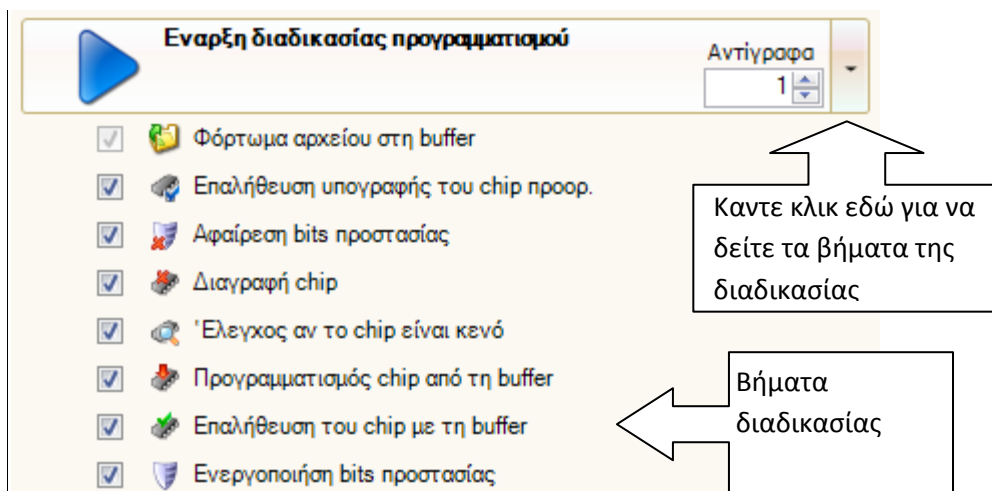 Εναρξη διαδικασίας προγραμματισμού
Αντίγραφα
1
Φόρτωμα αρχείου στη buffer
Επαλήθευση υπογραφής του chip προορ.
Αφαίρεση bits προστασίας
Διαγραφή chip
Έλεγχος αν το chip είναι κενό
Προγραμματισμός chip από τη buffer
Επαλήθευση του chip με τη buffer
Ενεργοποιήση bits προστασίας
Καντε κλικ εδώ για να
δείτε τα βήματα της
διαδικασίας
Βήματα
διαδικασίας